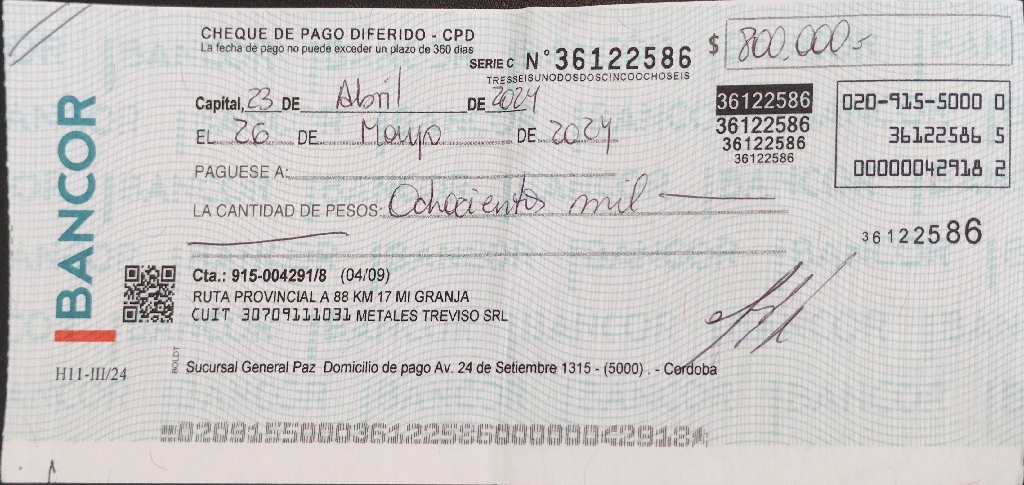 CHEQUE DE PAGO DIFERIDO - CPD
La fecha de pago no puede exceder un plazo de 360 días
SERIE C N° 36122586 $ 800,000-
TRESSEISUNODOSDOSCINCOOCHOSEIS
Capital, 23 DE Abril DE 2024
EL 26 DE Mayo DE 2024
36122586
36122586
36122586
36122586
020-915-5000 0
36122586 5
00000042918 2
PAGUESE A:
LA CANTIDAD DE PESOS: Ochocientos mil
36122586
BANCOR
Cta.: 915-004291/8 (04/09)
RUTA PROVINCIAL A 88 KM 17 MI GRANJA
CUIT 30709111031 METALES TREVISO SRL
BOLDT
H11-III/24
Sucursal General Paz Domicilio de pago Av. 24 de Setiembre 1315 - (5000) . - Cordoba
02091550003612258600000042918